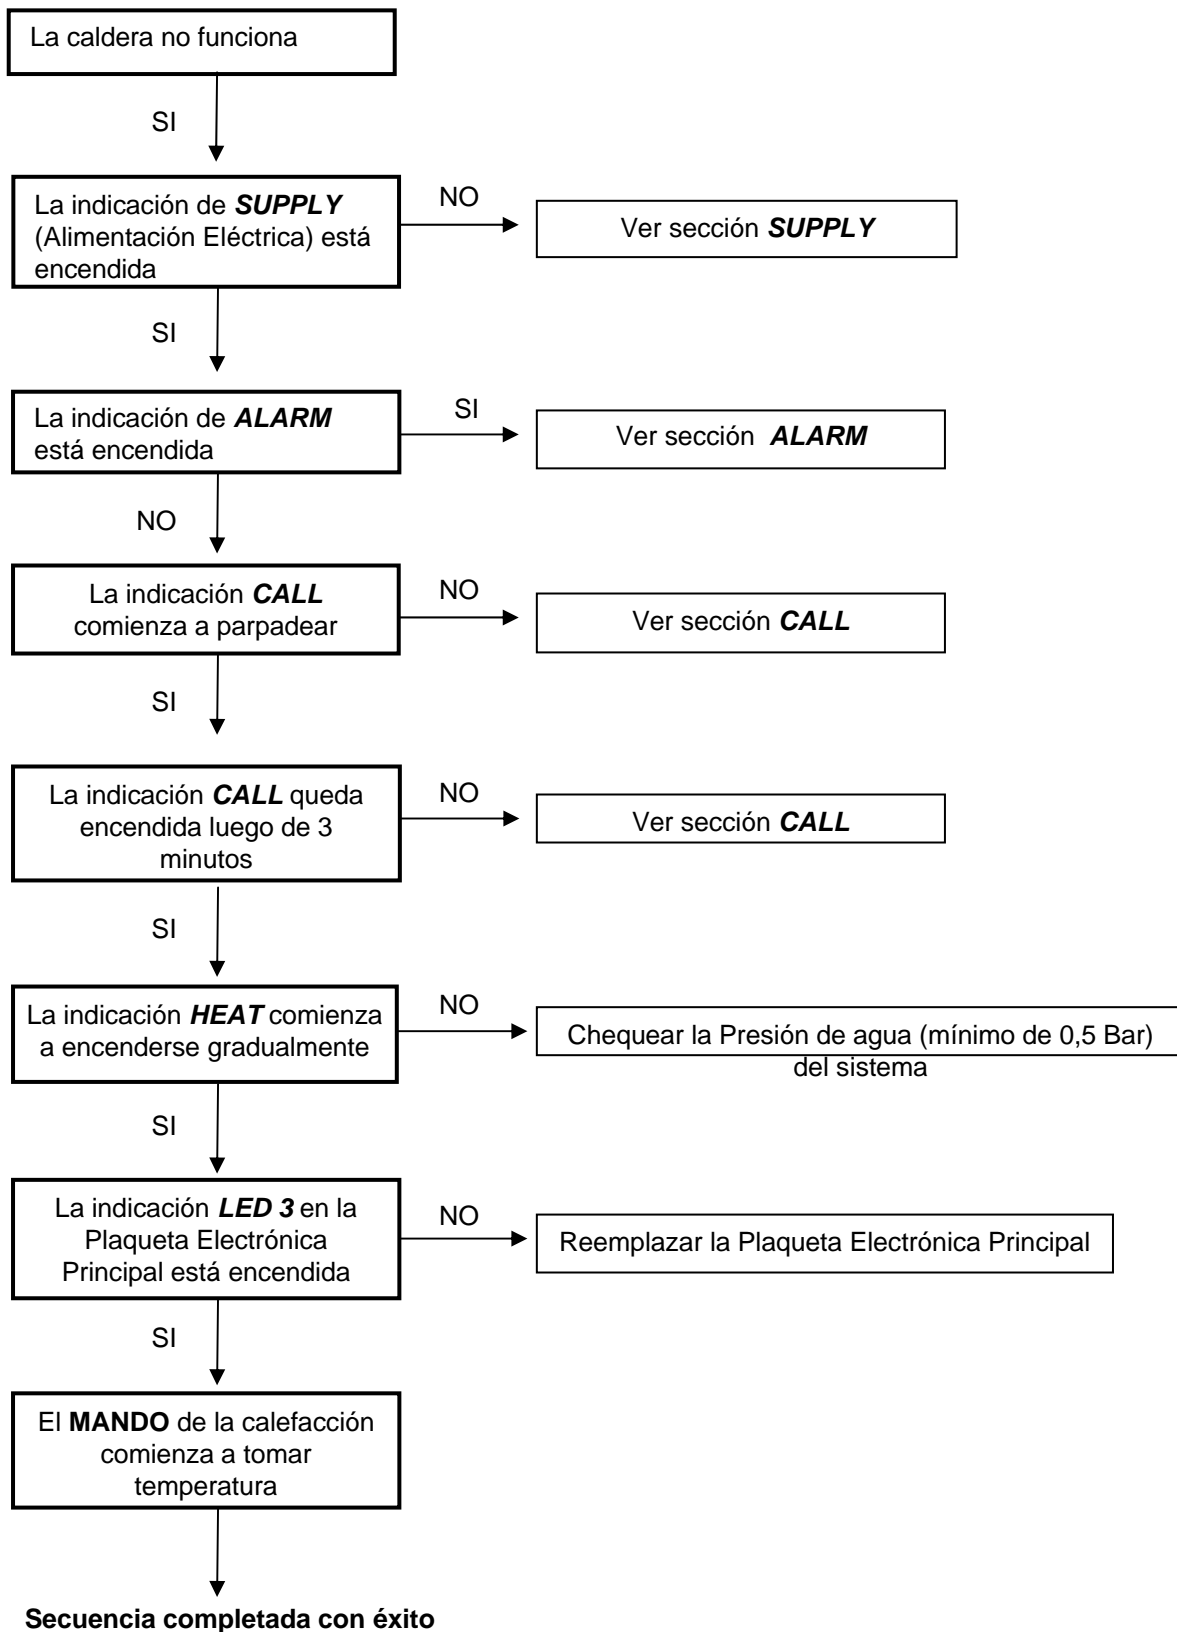 La caldera no funciona
SI
La indicación de SUPPLY
(Alimentación Eléctrica) está
encendida
NO
Ver sección SUPPLY
SI
La indicación de ALARM
está encendida
SI
Ver sección ALARM
NO
La indicación CALL
comienza a parpadear
NO
Ver sección CALL
SI
La indicación CALL queda
encendida luego de 3
minutos
NO
Ver sección CALL
SI
La indicación HEAT comienza
a encenderse gradualmente
NO
Chequear la Presión de agua (mínimo de 0,5 Bar)
del sistema
SI
La indicación LED 3 en la
Plaqueta Electrónica
Principal está encendida
NO
Reemplazar la Plaqueta Electrónica Principal
SI
El MANDO de la calefacción
comienza a tomar
temperatura
Secuencia completada con éxito